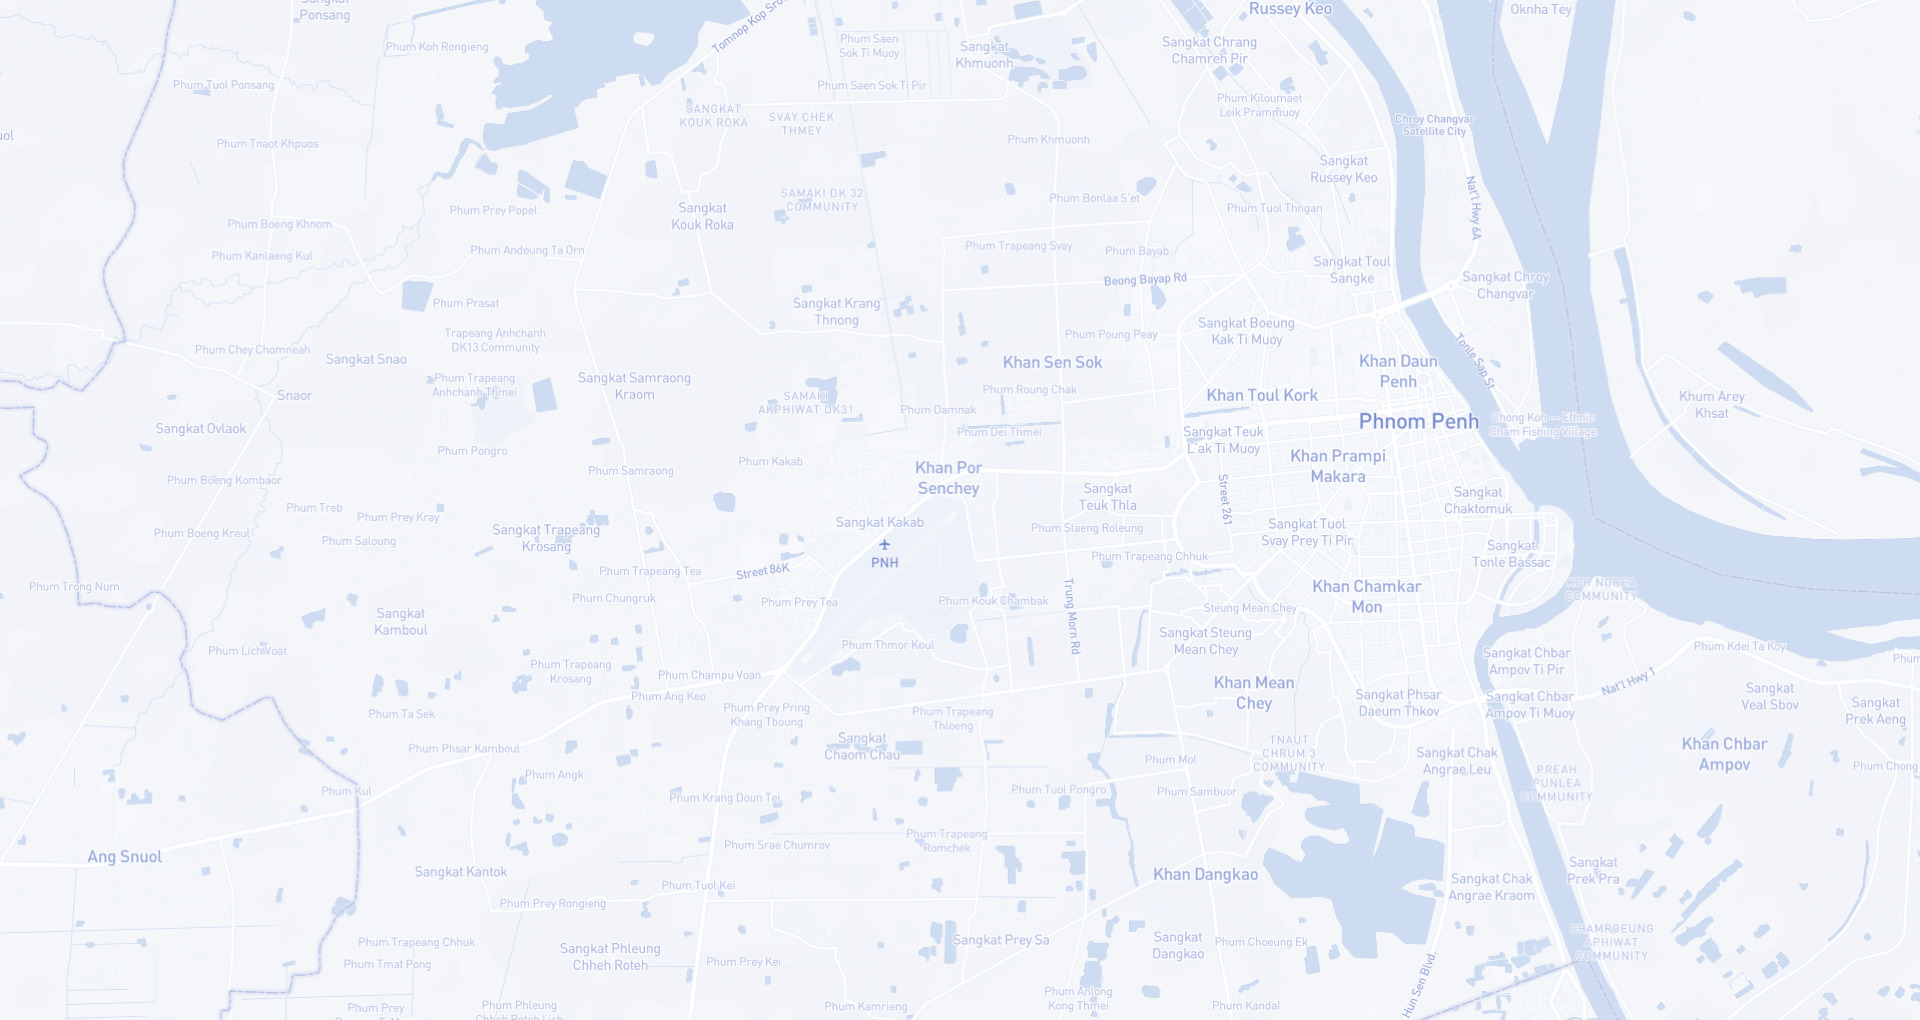 Sangkat
Ponsang
Phum Koh Rongieng
Phum Tuol Ponsang
Phum Tnaot Khpuos
Phum Boeng Khnom
Phum Kanlaeng Kul
Phum Prey Popel
Phum Andoung Ta Orn
Phum Prasat
Trapeang Anhchanh
DK13 Community
Phum Chey Chomneah
Sangkat Snao
Phum Trapeang
Anhchanh Thmei
Snaor
Sangkat Ovlaok
Phum Pongro
Phum Boeng Kombaor
Phum Treb
Phum Prey Kray
Phum Boeng Kreul
Phum Saloung
Phum Trong Num
Sangkat
Kamboul
Phum Lich Voat
Phum Ta Sek
Phum Phsar Kamboul
Phum Kul
Ang Snuol
Sangkat Kantok
Phum Prey Rongieng
Phum Trapeang Chhuk
Phum Tmat Pong
Phum Prey
Phum Phleung
Chheh Roteh Lich
Sangkat Phleung
Chheh Roteh
Phum Angk
Phum Trapeang
Krosang
Sangkat Trapeang
Krosang
Phum Samraong
Sangkat Samraong
Kraom
Phum Trapeang Tea
Phum Chungruk
Street 86K
Phum Prey Tea
Phum Champu Voan
Phum Ang Keo
Phum Prey Pring
Khang Tboung
Phum Krang Doun Tei
Phum Srae Chumrov
Phum Tuol Kei
Phum Prey Kei
Phum Kamrieng
Tomnop Kop Srov
SANGKAT
KOUK ROKA
SVAY CHEK
THMEY
Phum Saen
Sok Ti Muoy
Phum Saen Sok Ti Pir
Sangkat
Khmuonh
Phum Khmuonh
SAMAKI DK 32
COMMUNITY
Sangkat
Kouk Roka
Sangkat Krang
Thnong
SAMAKI
AKPHIWAT DK31
Phum Kakab
Sangkat Kakab
PNH
Khan Por
Senchey
Phum Damnak
Phum Dei Thmei
Phum Roung Chak
Khan Sen Sok
Phum Poung Peay
Beong Bayap Rd
Phum Bayab
Phum Trapeang Svay
Phum Bonlaa S'et
Phum Tuol Thngan
Phum Kiloumaet
Leik Prammuoy
Sangkat Chrang
Chamreh Pir
Russey Keo
Oknha Tey
Chroy Changvar
Satellite City
Sangkat
Russey Keo
Nat'l Hwy 6A
Sangkat Toul
Sangke
Sangkat Chroy
Changvar
Sangkat Boeung
Kak Ti Muoy
Tonle Sap St
Khan Daun
Penh
Khan Toul Kork
Phnom Penh
Chong Koh — Ethnic
Cham Fishing Village
Khum Arey
Khsat
Sangkat Teuk
L'ak Ti Muoy
Khan Prampi
Makara
Sangkat
Teuk Thla
Street 261
Sangkat
Chaktomuk
Phum Slaeng Roleung
Sangkat Tuol
Svay Prey Ti Pir
Phum Trapeang Chhuk
Sangkat
Tonle Bassac
Khan Chamkar
Mon
KOH NOREA
COMMUNITY
Phum Kouk Chambak
Trung Morn Rd
Steung Mean Chey
Phum Thmor Koul
Sangkat Steung
Mean Chey
Khan Mean
Chey
Sangkat Chbar
Ampov Ti Pir
Phum Kdei Ta Koy
Phum
Nat'l Hwy 1
Sangkat Chbar
Ampov Ti Muoy
Sangkat Phsar
Daeum Thkov
Sangkat
Veal Sbov
Sangkat
Prek Aeng
Khan Chbar
Ampov
Phum Chong
Phum Trapeang
Thloeng
Sangkat
Chaom Chau
TNAUT
CHRUM 3
COMMUNITY
Sangkat Chak
Angrae Leu
PREAH
PUNLEA
COMMUNITY
Phum Mol
Phum Tuol Pongro
Phum Sambuor
Phum Trapeang
Romchek
Khan Dangkao
Sangkat
Prek Pra
Sangkat Chak
Angrae Kraom
Sangkat Prey Sa
Sangkat
Dangkao
Phum Choeung Ek
CHAMROEUNG
APHIWAT
COMMUNITY
Hun Sen Blvd.
Phum Anlong
Kong Thmei
Phum Kandal